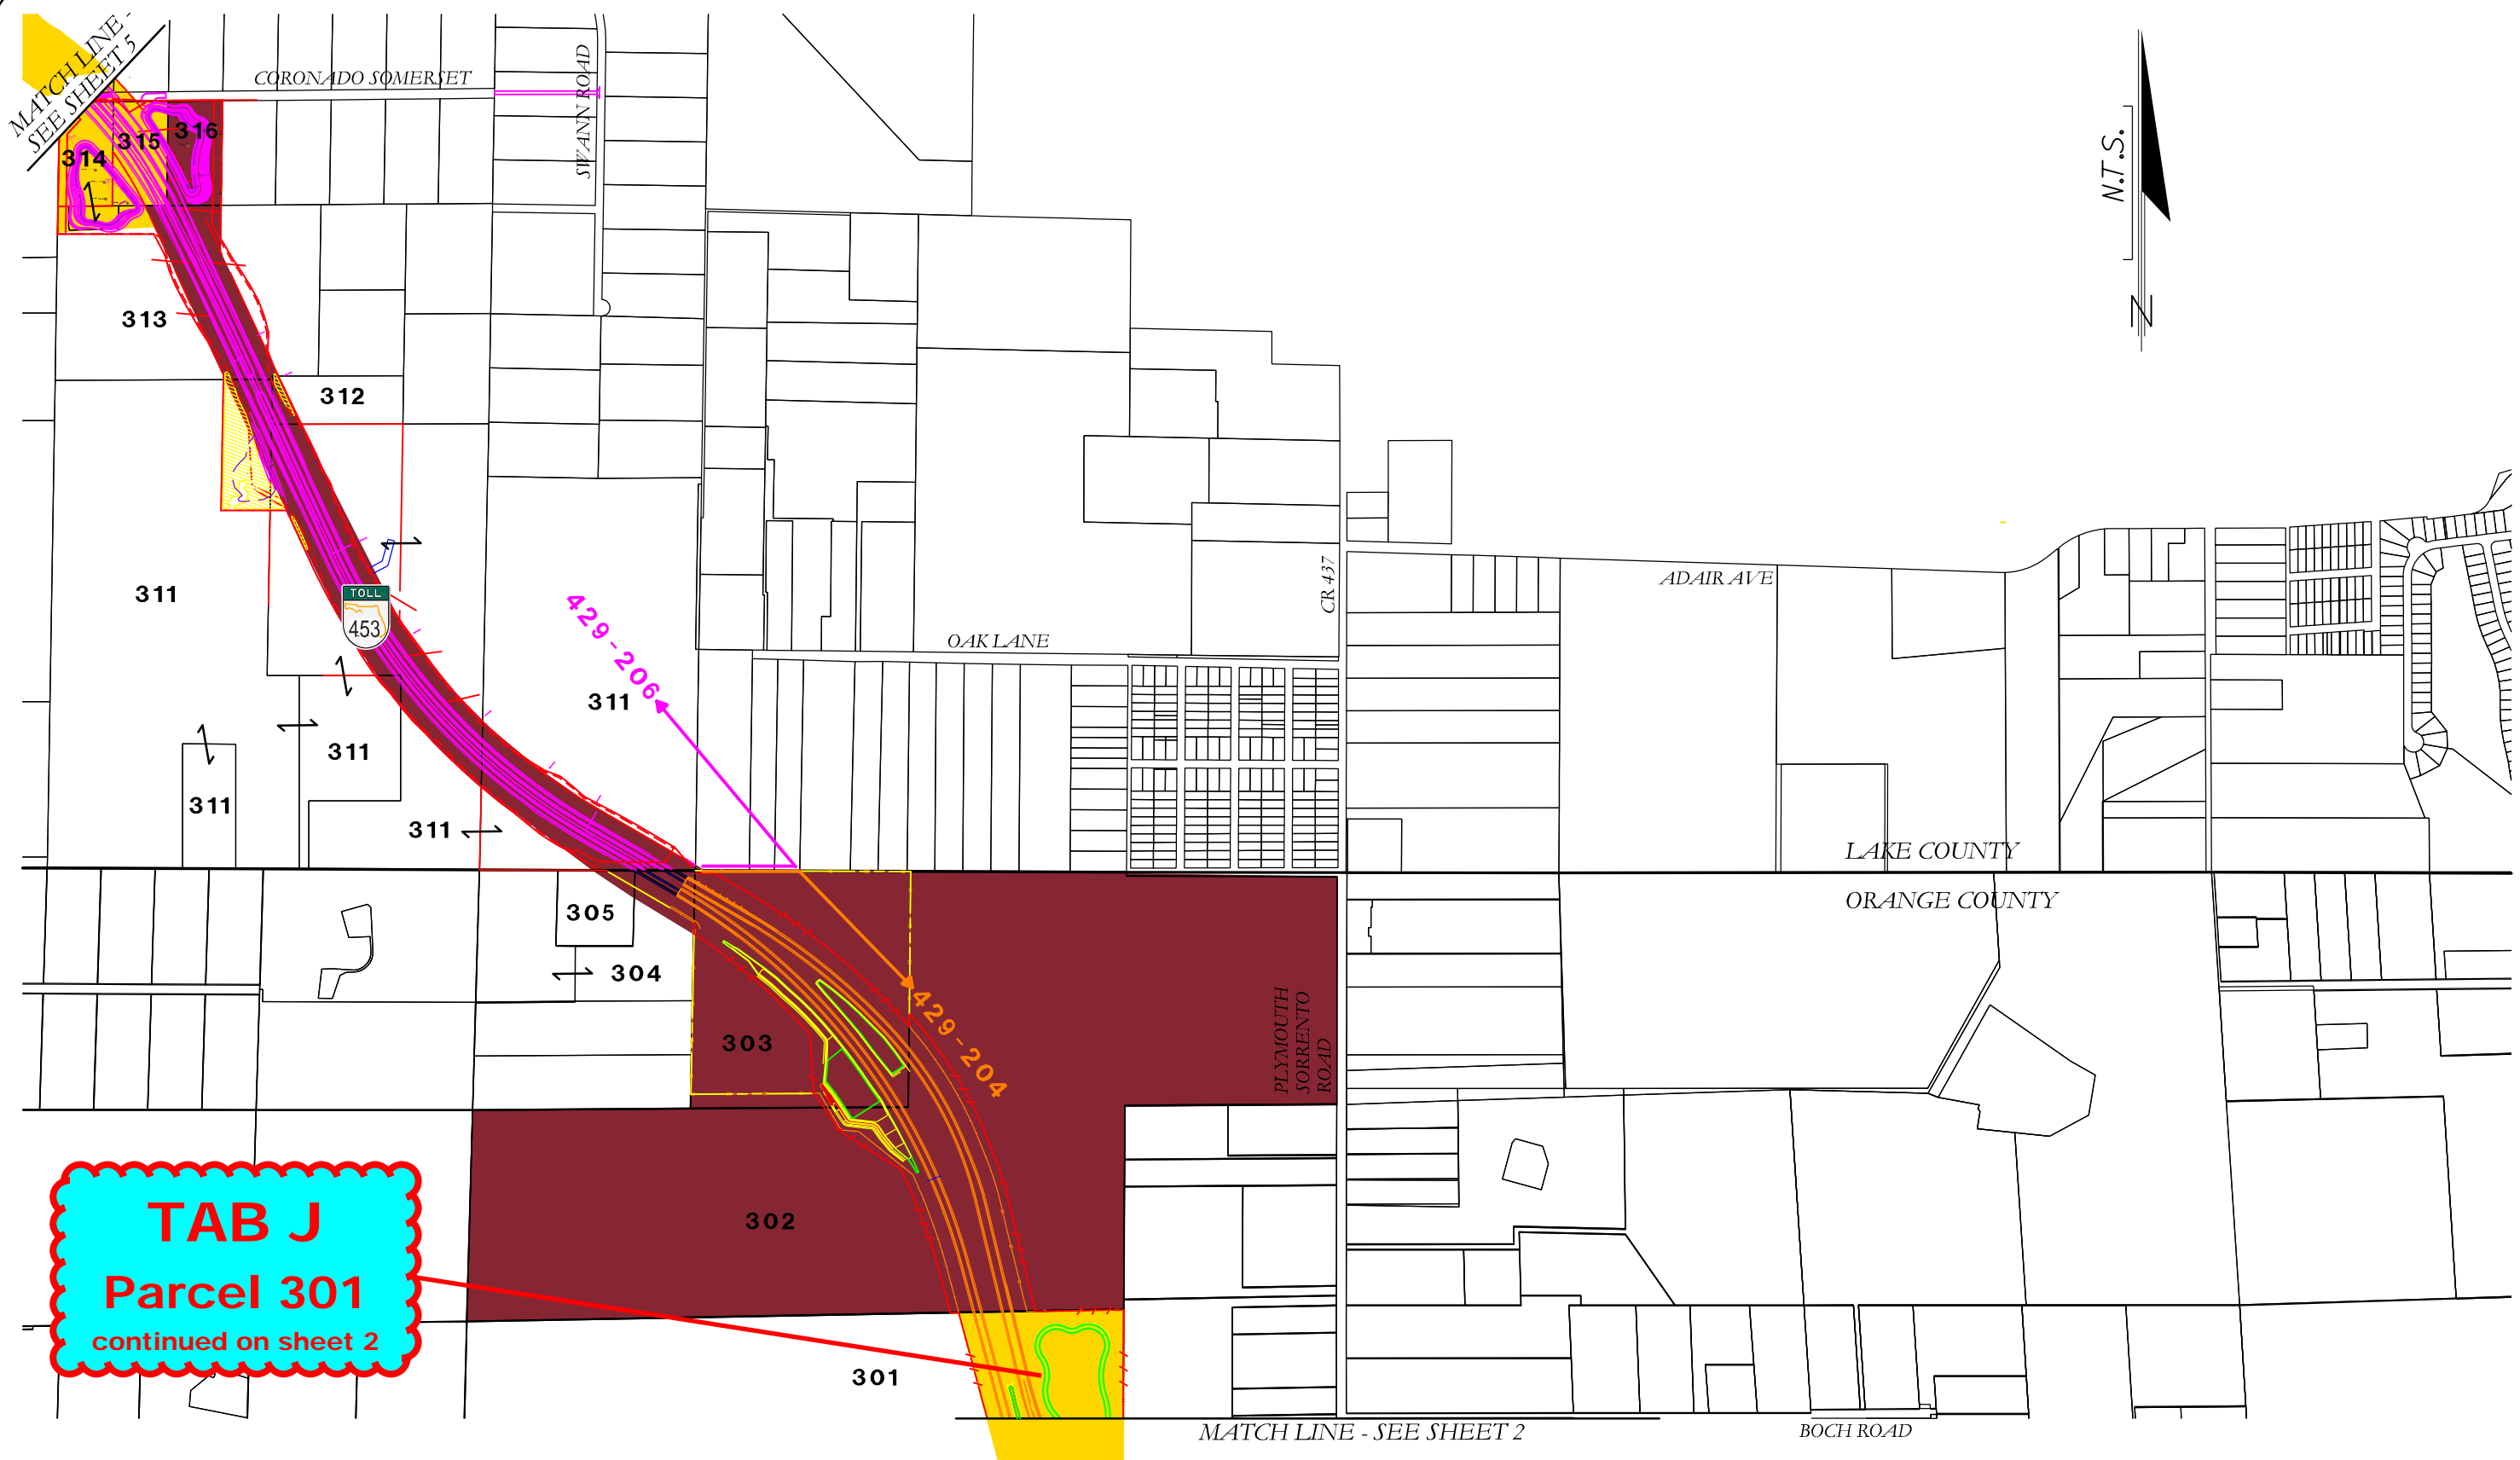 MATCH LINE -
SEE SHEET 5
CORONADO SOMERSET
SWANN ROAD
N.T.S.
N
314
315
316
313
312
311
TOLL
453
429-206
311
311
311
311
OAK LANE
CR 437
ADAIR AVE
LAKE COUNTY
ORANGE COUNTY
305
304
303
429-204
PLYMOUTH
SORRENTO
ROAD
302
TAB J
Parcel 301
continued on sheet 2
301
MATCH LINE - SEE SHEET 2
BOCH ROAD